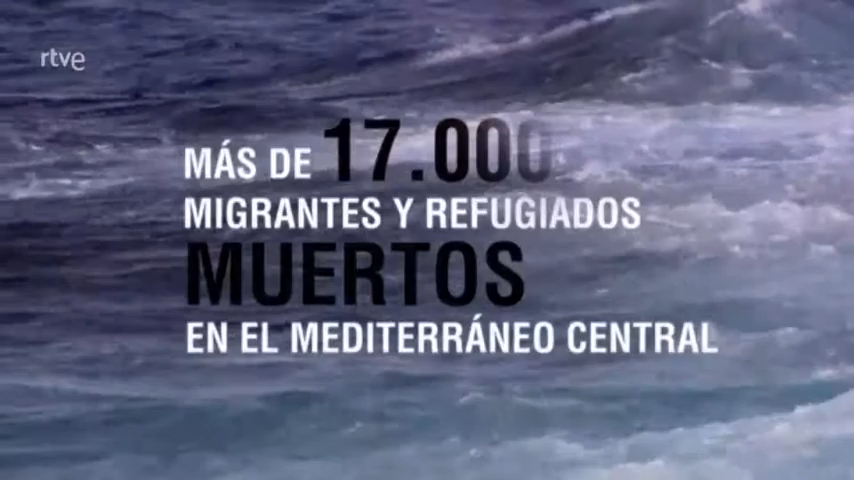 rtve
MÁS DE 17.000
MIGRANTES Y REFUGIADOS
MUERTOS
EN EL MEDITERRÁNEO CENTRAL